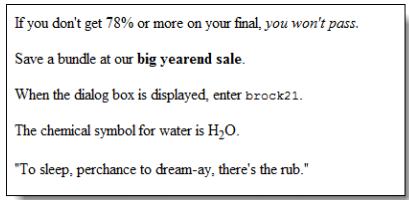 If you don't get 78% or more on your final, you won't pass.
Save a bundle at our big yearend sale.
When the dialog box is displayed, enter brock21.
The chemical symbol for water is H₂O.
"To sleep, perchance to dream-ay, there's the rub."